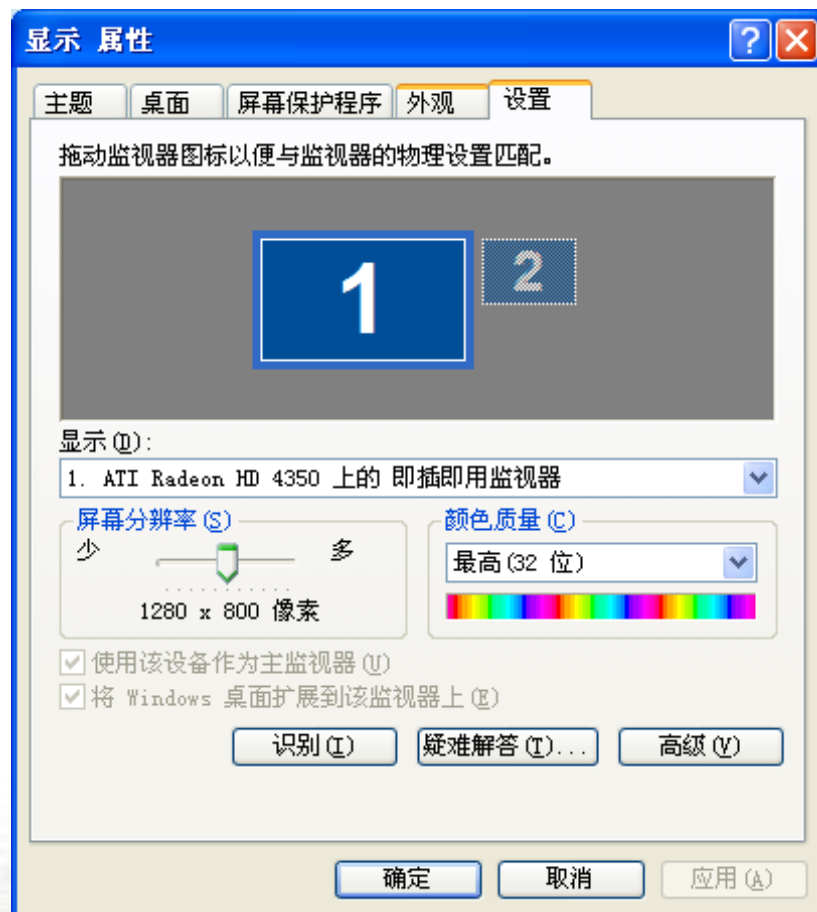 显示 属性
主题 桌面 屏幕保护程序 外观 设置
拖动监视器图标以便与监视器的物理设置匹配。
1 2
显示(D):
1. ATI Radeon HD 4350 上的 即插即用监视器
屏幕分辨率(S) 颜色质量(C)
少 多 最高(32 位)
1280 x 800 像素
使用该设备作为主监视器(U)
将 Windows 桌面扩展到该监视器上(E)
识别(I) 疑难解答(T)... 高级(V)
确定 取消 应用(A)